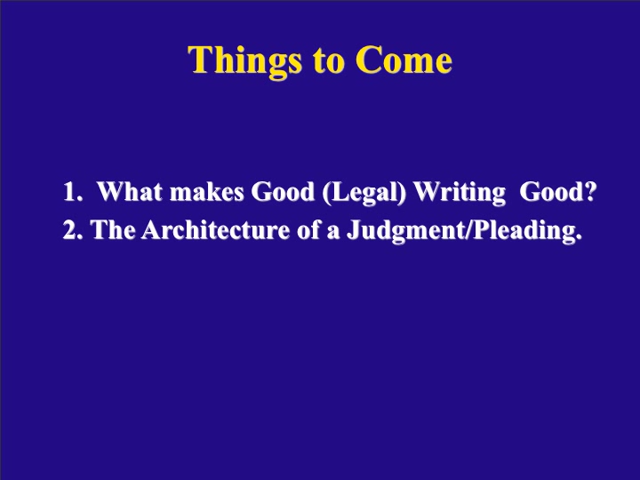 Things to Come
1. What makes Good (Legal) Writing Good?
2. The Architecture of a Judgment/Pleading.